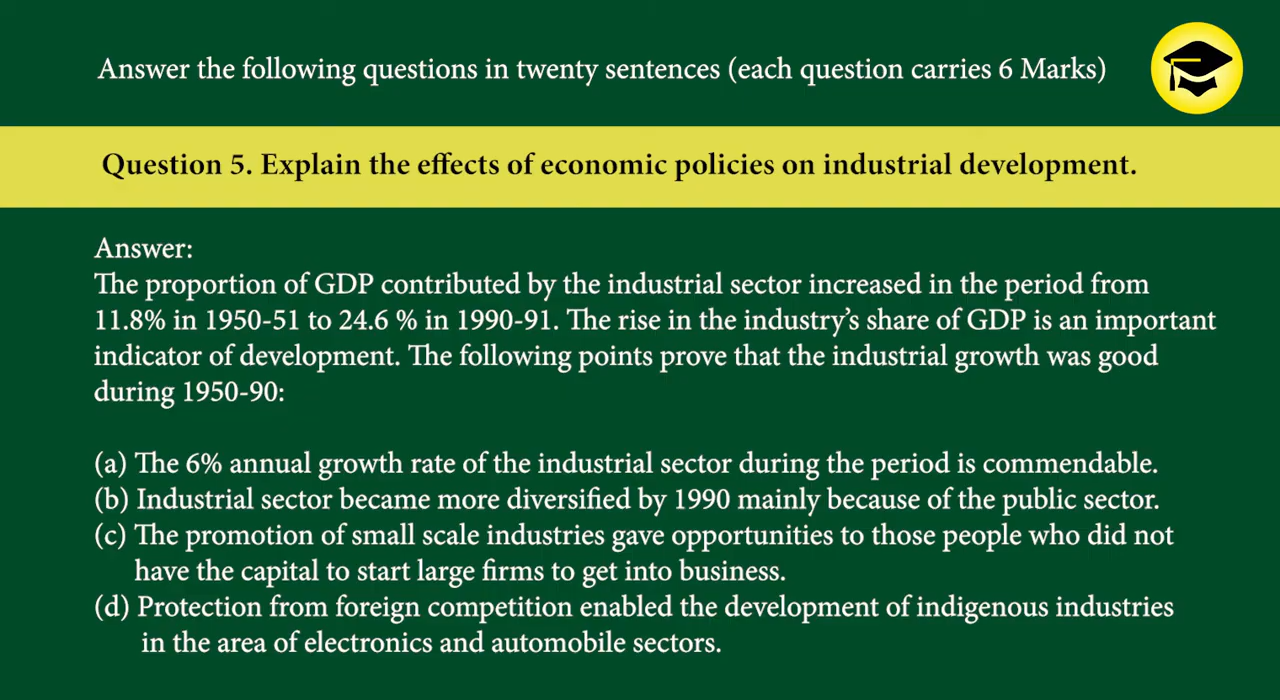 Answer the following questions in twenty sentences (each question carries 6 Marks)
Question 5. Explain the effects of economic policies on industrial development.
Answer:
The proportion of GDP contributed by the industrial sector increased in the period from
11.8% in 1950-51 to 24.6 % in 1990-91. The rise in the industry’s share of GDP is an important
indicator of development. The following points prove that the industrial growth was good
during 1950-90:
(a) The 6% annual growth rate of the industrial sector during the period is commendable.
(b) Industrial sector became more diversified by 1990 mainly because of the public sector.
(c) The promotion of small scale industries gave opportunities to those people who did not
have the capital to start large firms to get into business.
(d) Protection from foreign competition enabled the development of indigenous industries
in the area of electronics and automobile sectors.